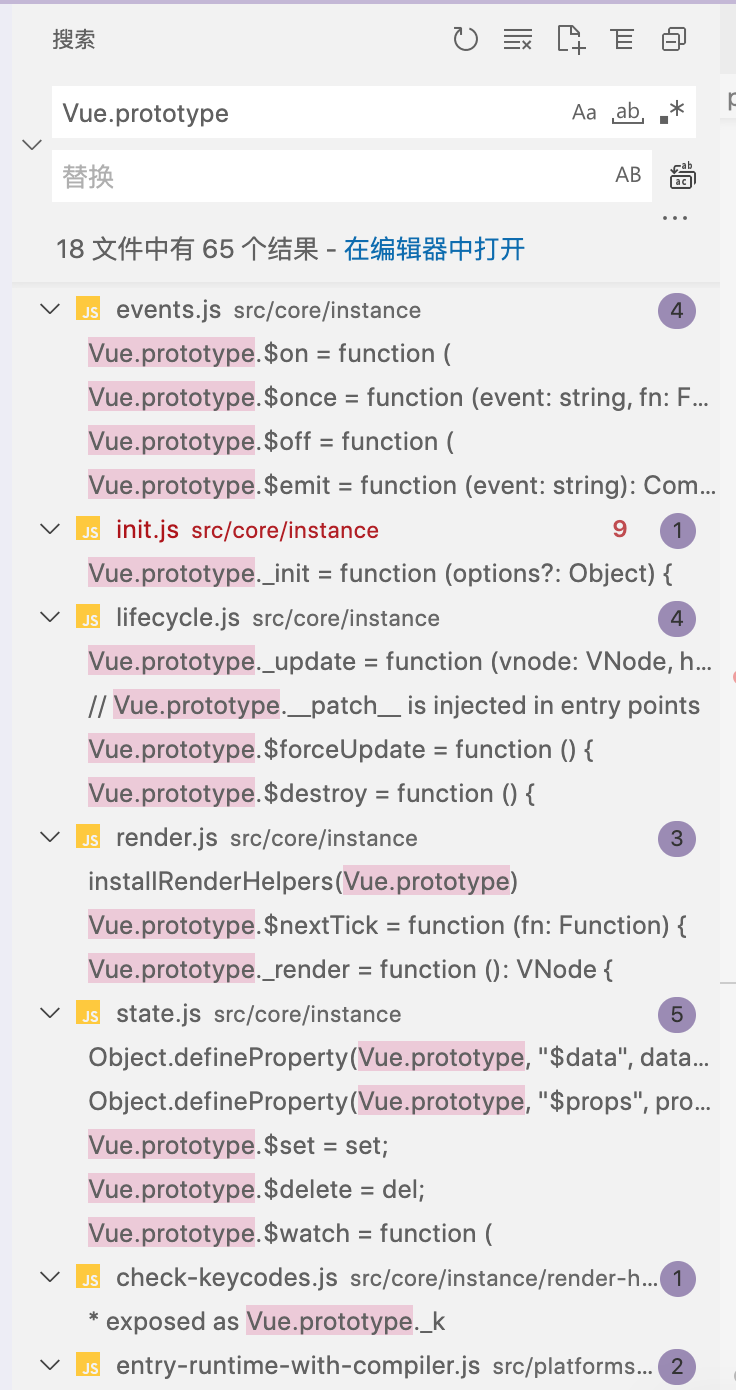 搜索
Vue.prototype Aa ab .*
替换 AB
...
18 文件中有 65 个结果 - 在编辑器中打开
JS events.js src/core/instance 4
Vue.prototype.$on = function (
Vue.prototype.$once = function (event: string, fn: F...
Vue.prototype.$off = function (
Vue.prototype.$emit = function (event: string): Com...
JS init.js src/core/instance 9 1
Vue.prototype._init = function (options?: Object) {
JS lifecycle.js src/core/instance 4
Vue.prototype._update = function (vnode: VNode, h...
// Vue.prototype.__patch__ is injected in entry points
Vue.prototype.$forceUpdate = function () {
Vue.prototype.$destroy = function () {
JS render.js src/core/instance 3
installRenderHelpers(Vue.prototype)
Vue.prototype.$nextTick = function (fn: Function) {
Vue.prototype._render = function (): VNode {
JS state.js src/core/instance 5
Object.defineProperty(Vue.prototype, "$data", data...
Object.defineProperty(Vue.prototype, "$props", pro...
Vue.prototype.$set = set;
Vue.prototype.$delete = del;
Vue.prototype.$watch = function (
JS check-keycodes.js src/core/instance/render-h... 1
* exposed as Vue.prototype._k
JS entry-runtime-with-compiler.js src/platforms... 2